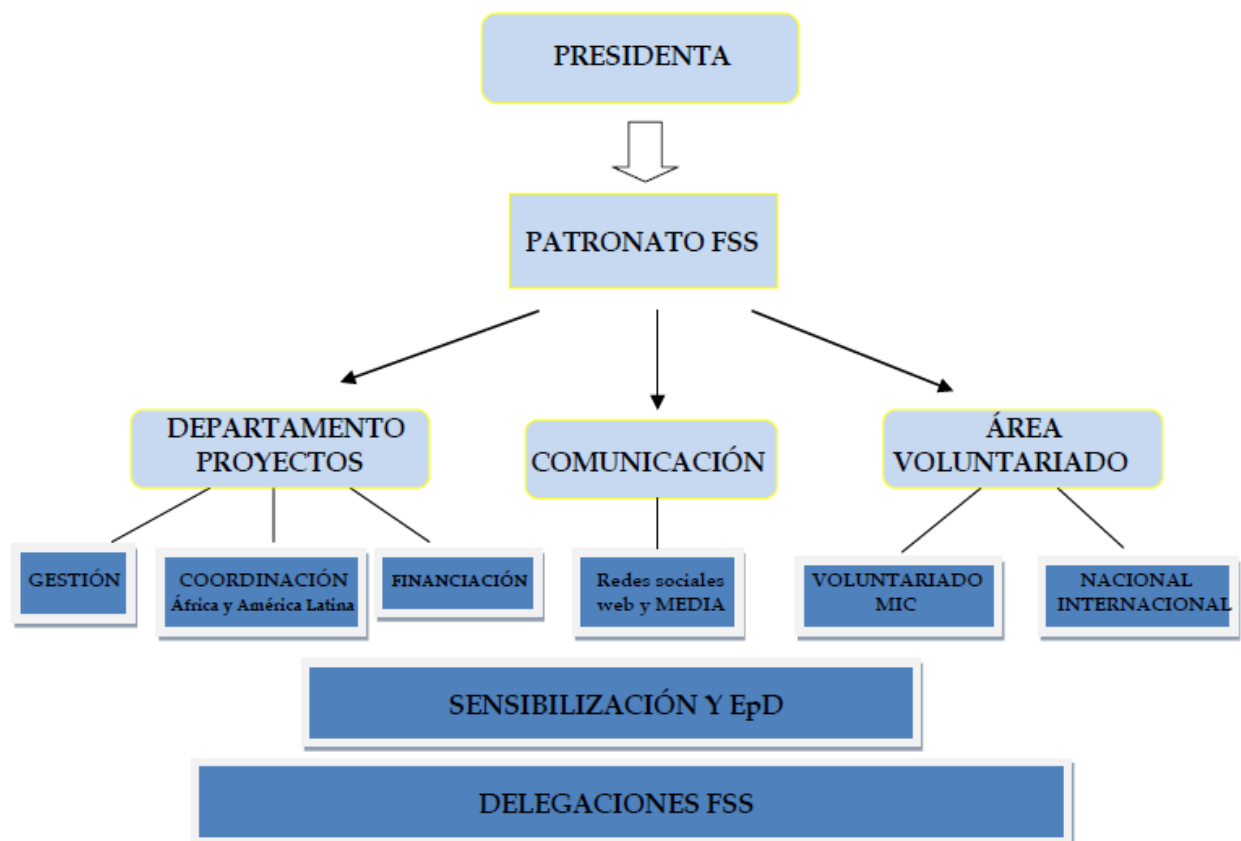 PRESIDENTA
PATRONATO FSS
DEPARTAMENTO
PROYECTOS
COMUNICACIÓN
ÁREA
VOLUNTARIADO
GESTIÓN
COORDINACIÓN
África y América Latina
FINANCIACIÓN
Redes sociales
web y MEDIA
VOLUNTARIADO
MIC
NACIONAL
INTERNACIONAL
SENSIBILIZACIÓN Y EpD
DELEGACIONES FSS